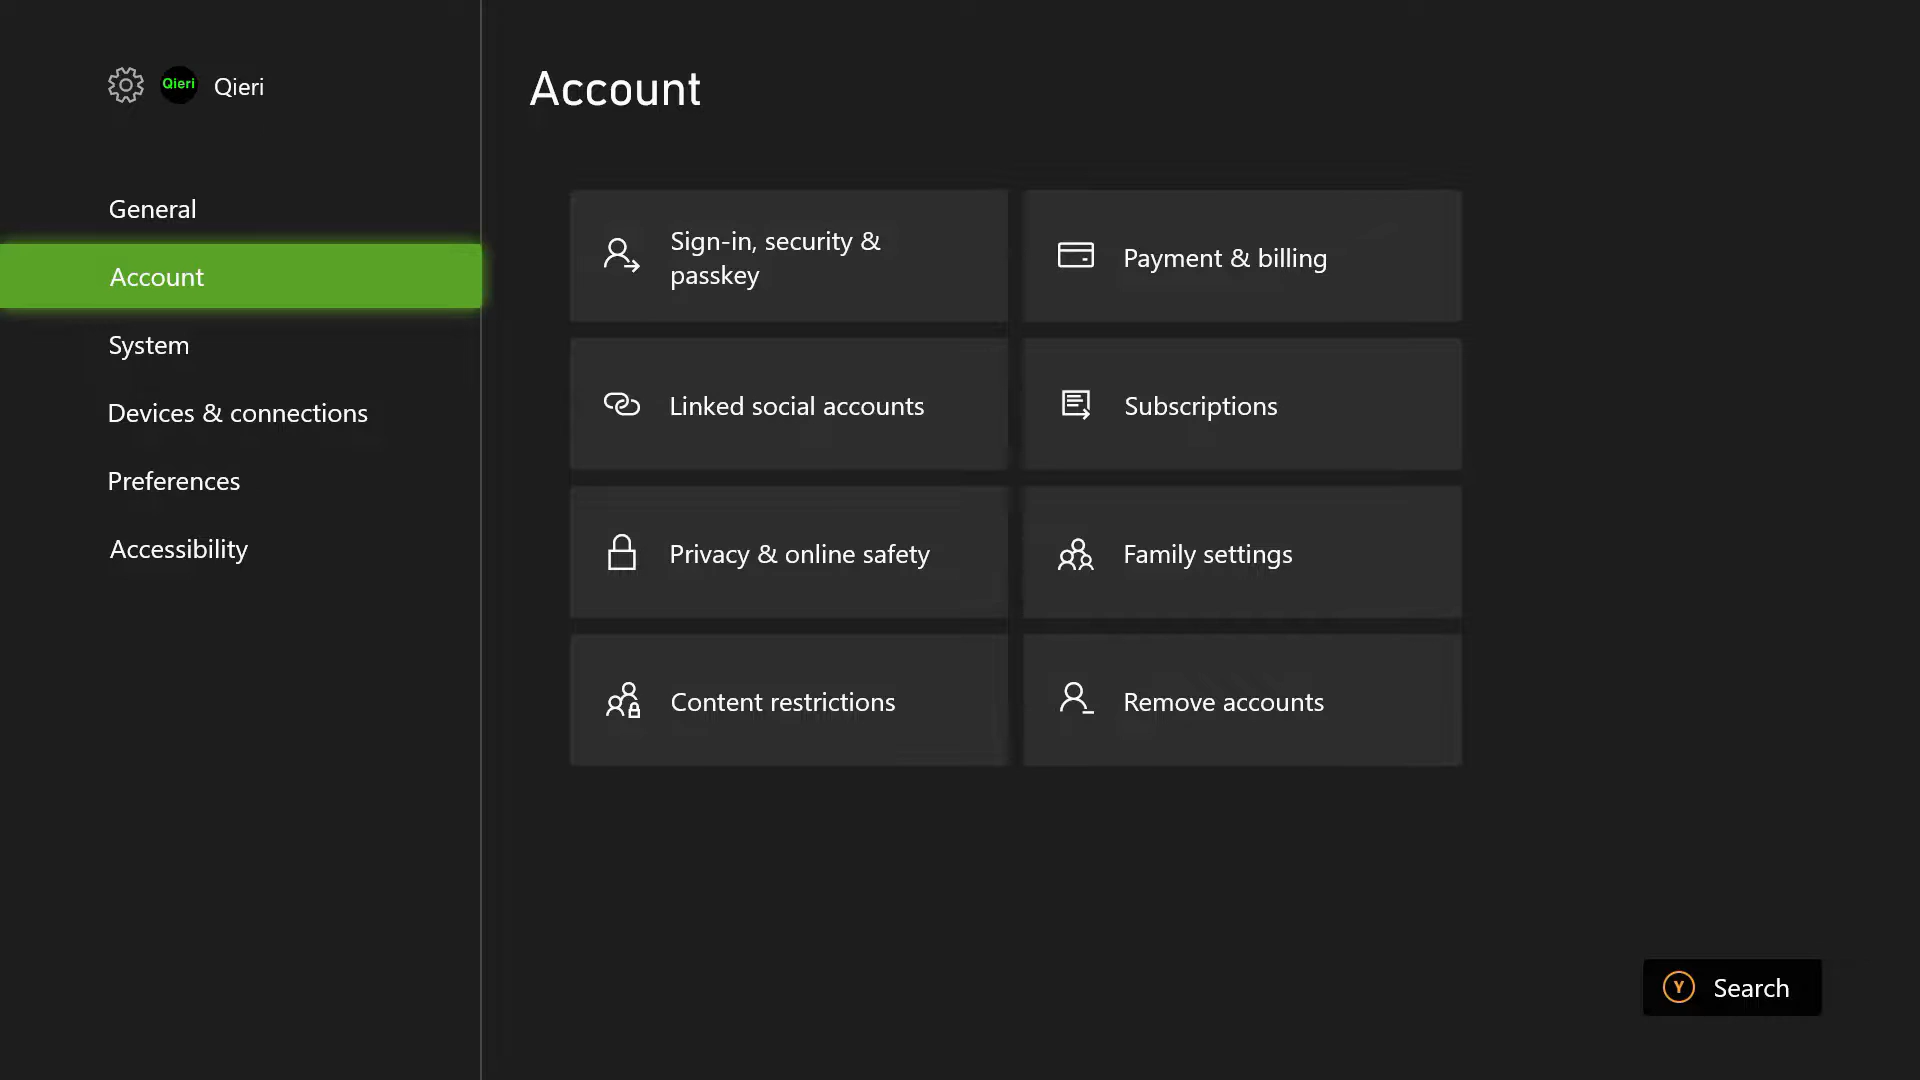 Qieri Qieri
General
Account
System
Devices & connections
Preferences
Accessibility
Account
Sign-in, security &
passkey
Payment & billing
Linked social accounts
Subscriptions
Privacy & online safety
Family settings
Content restrictions
Remove accounts
Y Search